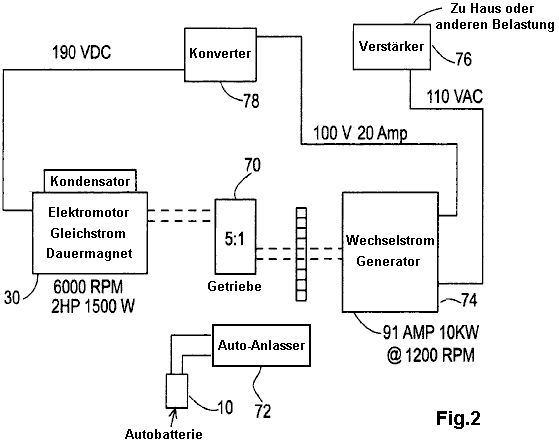 Zu Haus oder
anderen Belastung
190 VDC
Konverter
78
Verstärker
76
110 VAC
100 V 20 Amp
Kondensator
Elektromotor
Gleichstrom
Dauermagnet
30
6000 RPM
2HP 1500 W
70
5:1
Getriebe
Wechselstrom
Generator
74
91 AMP 10KW
@ 1200 RPM
Auto-Anlasser
72
10
Autobatterie
Fig.2